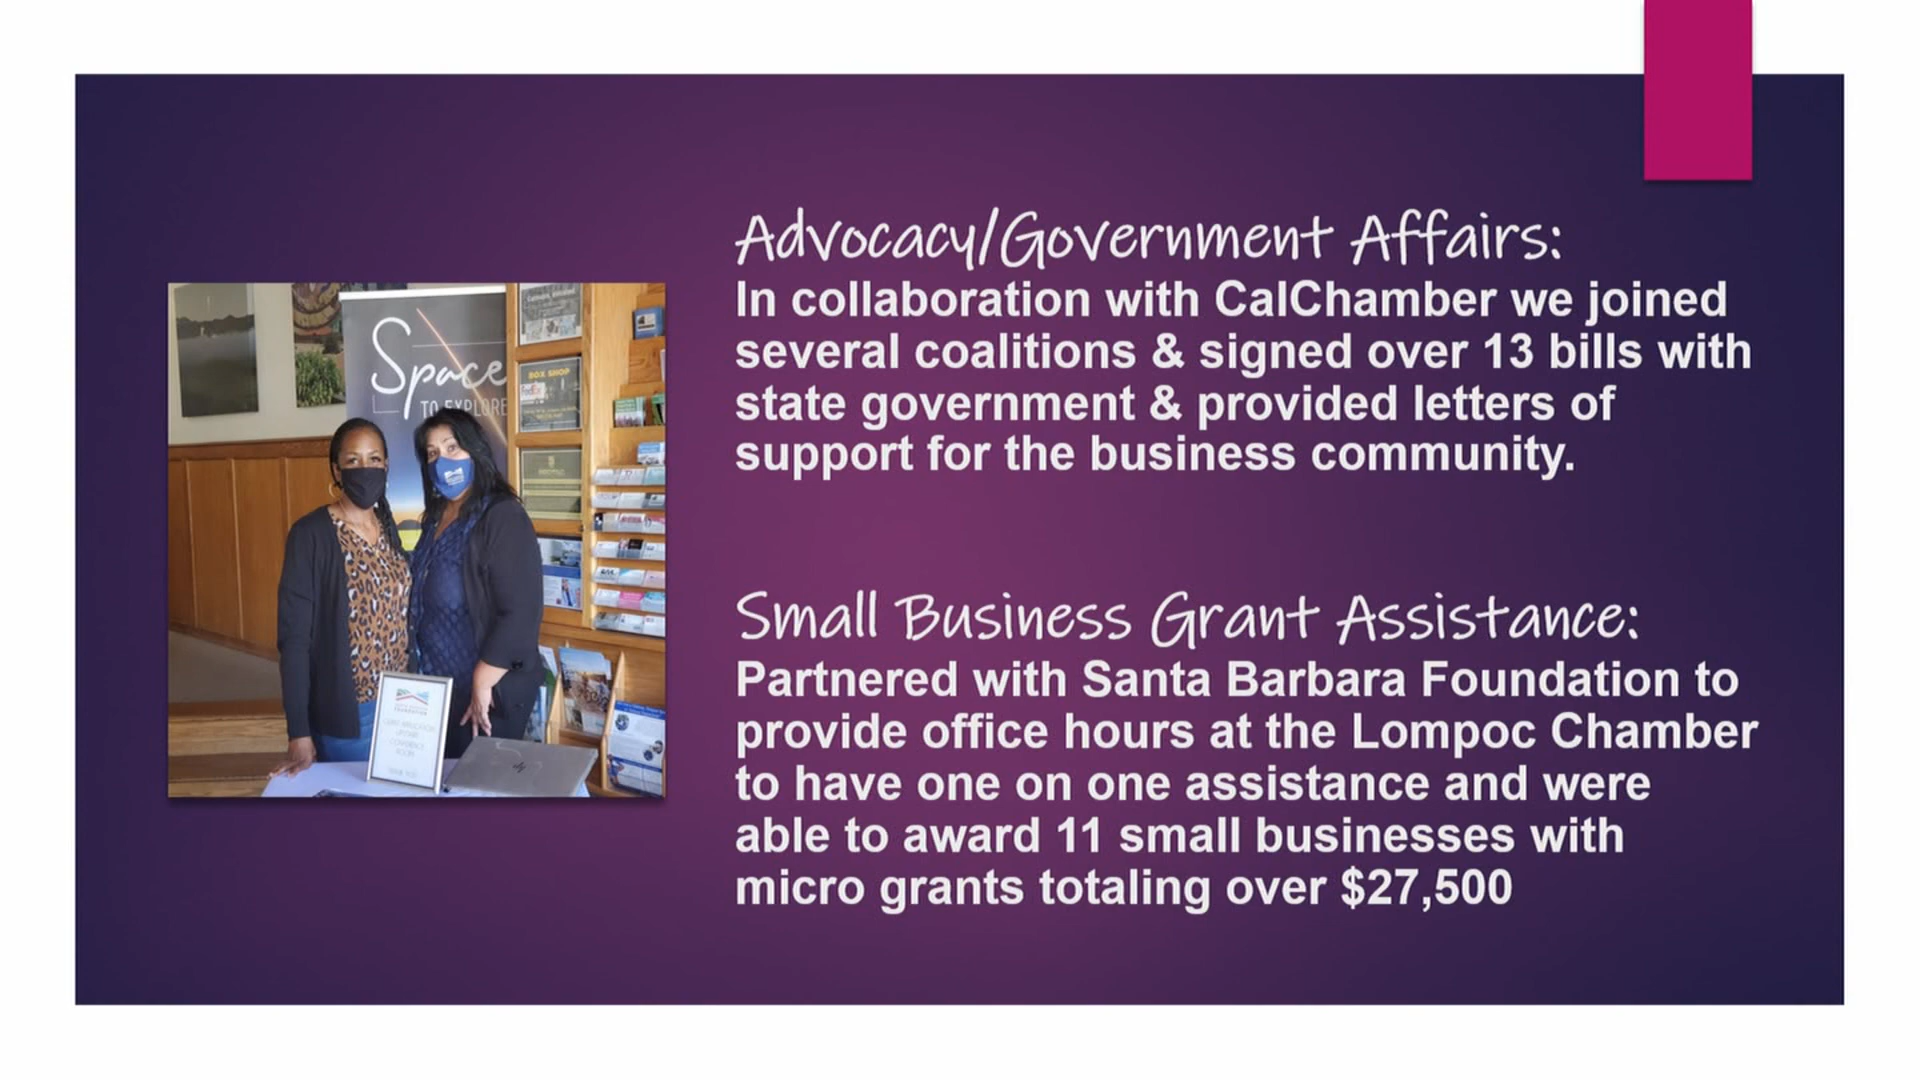 Advocacy/Government Affairs:
In collaboration with CalChamber we joined
several coalitions & signed over 13 bills with
state government & provided letters of
support for the business community.
Small Business Grant Assistance:
Partnered with Santa Barbara Foundation to
provide office hours at the Lompoc Chamber
to have one on one assistance and were
able to award 11 small businesses with
micro grants totaling over $27,500
Space
TO EXPLORE
BOX SHOP